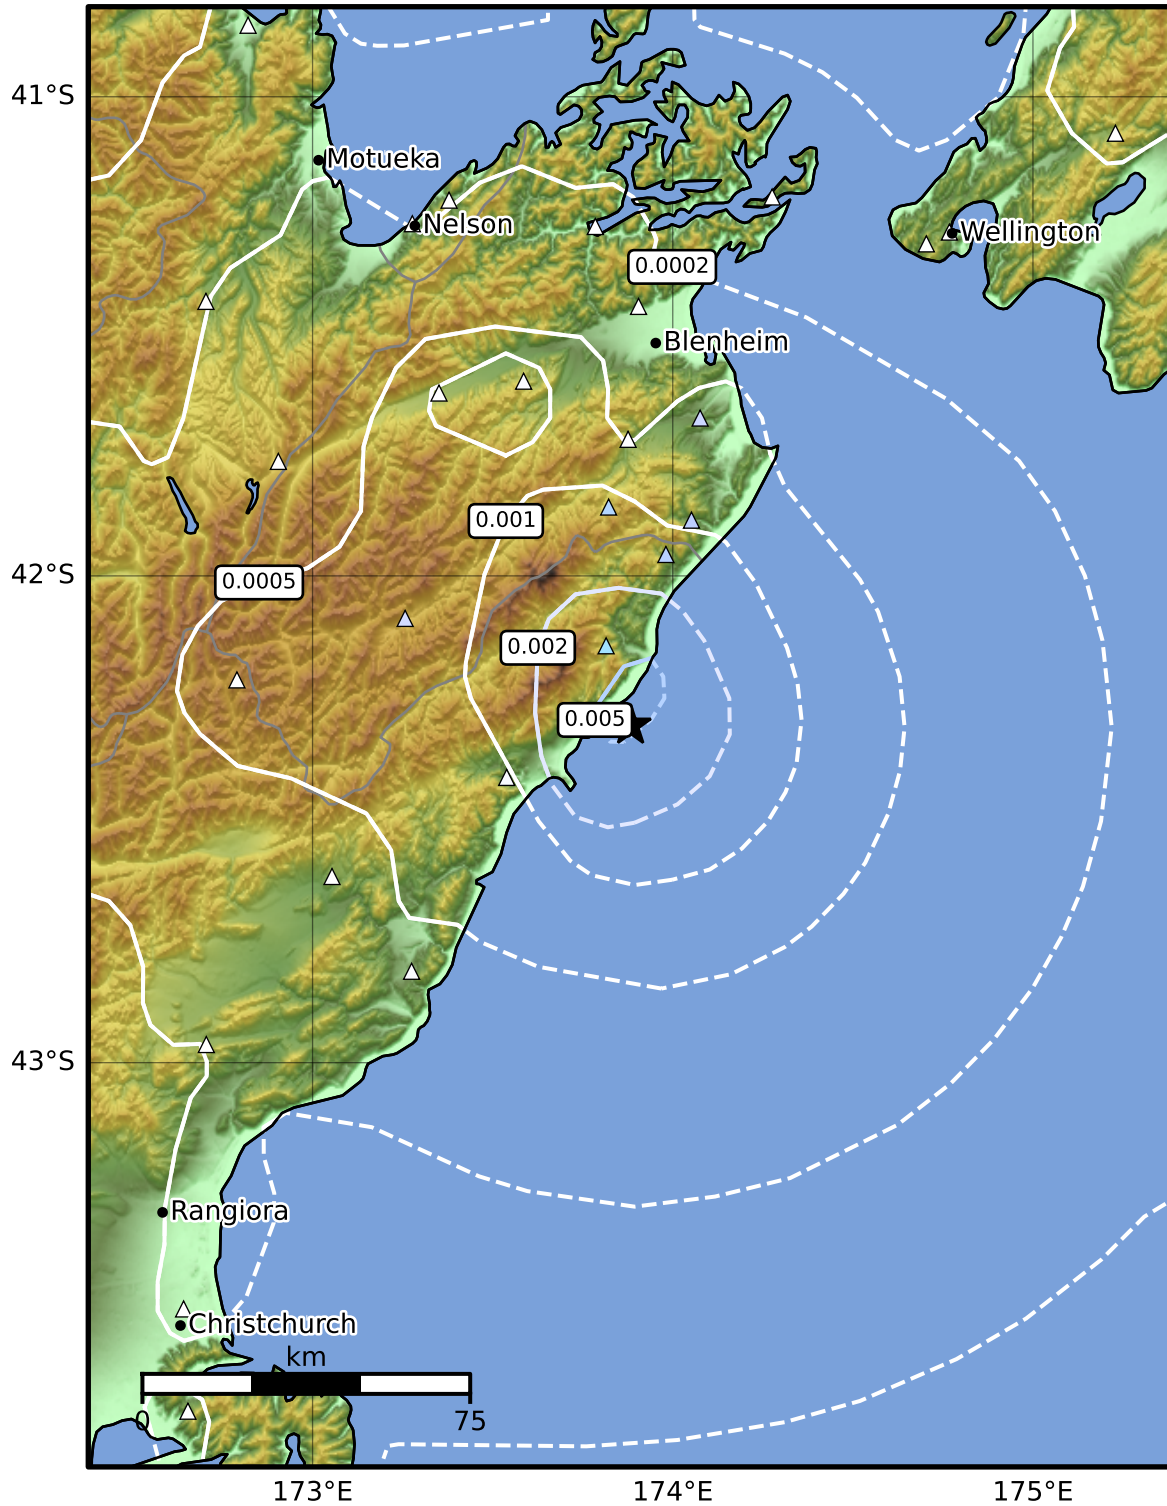 41°S
Motueka
Nelson
Wellington
0.0002
Blenheim
0.001
42°S
0.0005
0.002
0.005
43°S
Rangiora
Christchurch
km
0
75
173°E
174°E
175°E